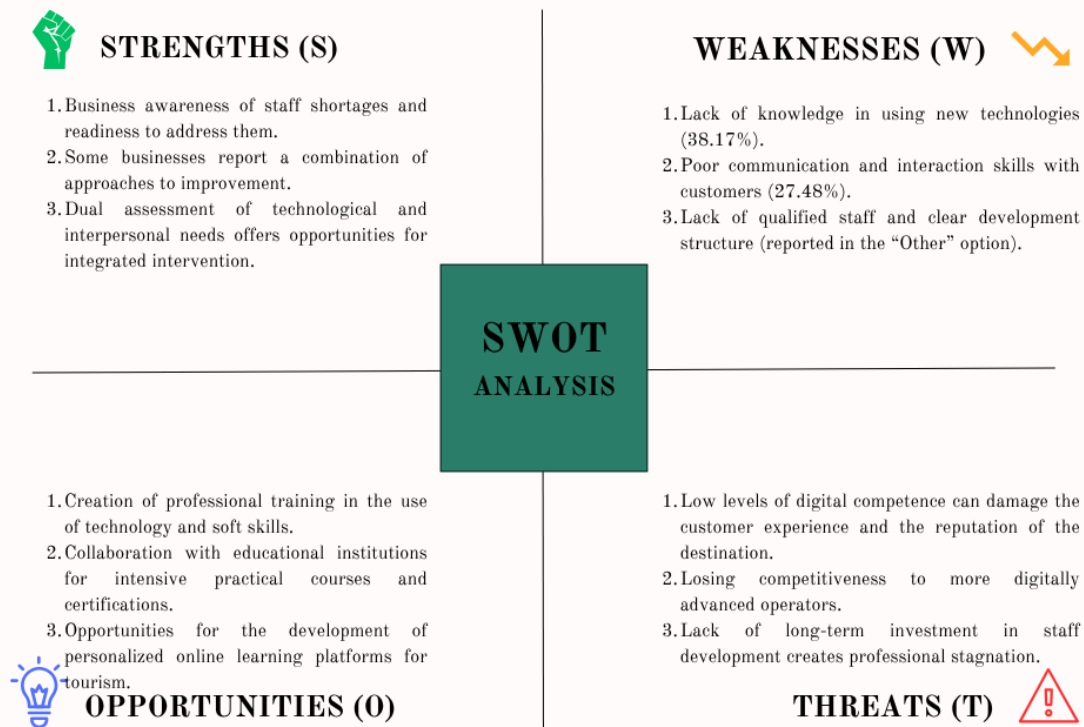 STRENGTHS (S)
1. Business awareness of staff shortages and
readiness to address them.
2. Some businesses report a combination of
approaches to improvement.
3. Dual assessment of technological and
interpersonal needs offers opportunities for
integrated intervention.
WEAKNESSES (W)
1. Lack of knowledge in using new technologies
(38.17%).
2. Poor communication and interaction skills with
customers (27.48%).
3. Lack of qualified staff and clear development
structure (reported in the “Other” option).
SWOT
ANALYSIS
1. Creation of professional training in the use
of technology and soft skills.
2. Collaboration with educational institutions
for intensive practical courses and
certifications.
3. Opportunities for the development of
personalized online learning platforms for
tourism.
OPPORTUNITIES (O)
1. Low levels of digital competence can damage the
customer experience and the reputation of the
destination.
2. Losing competitiveness to more digitally
advanced operators.
3. Lack of long-term investment in staff
development creates professional stagnation.
THREATS (T)